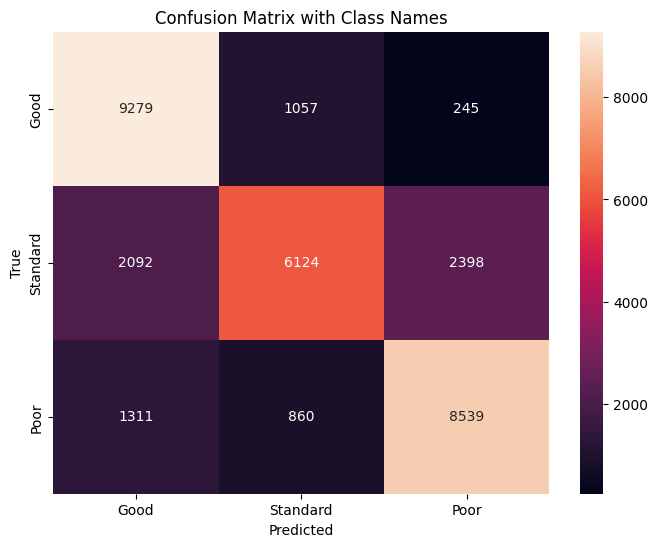 Confusion Matrix with Class Names
Good
9279
1057
245
8000
6000
True
Standard
2092
6124
2398
4000
Poor
1311
860
8539
2000
Good
Standard
Poor
Predicted